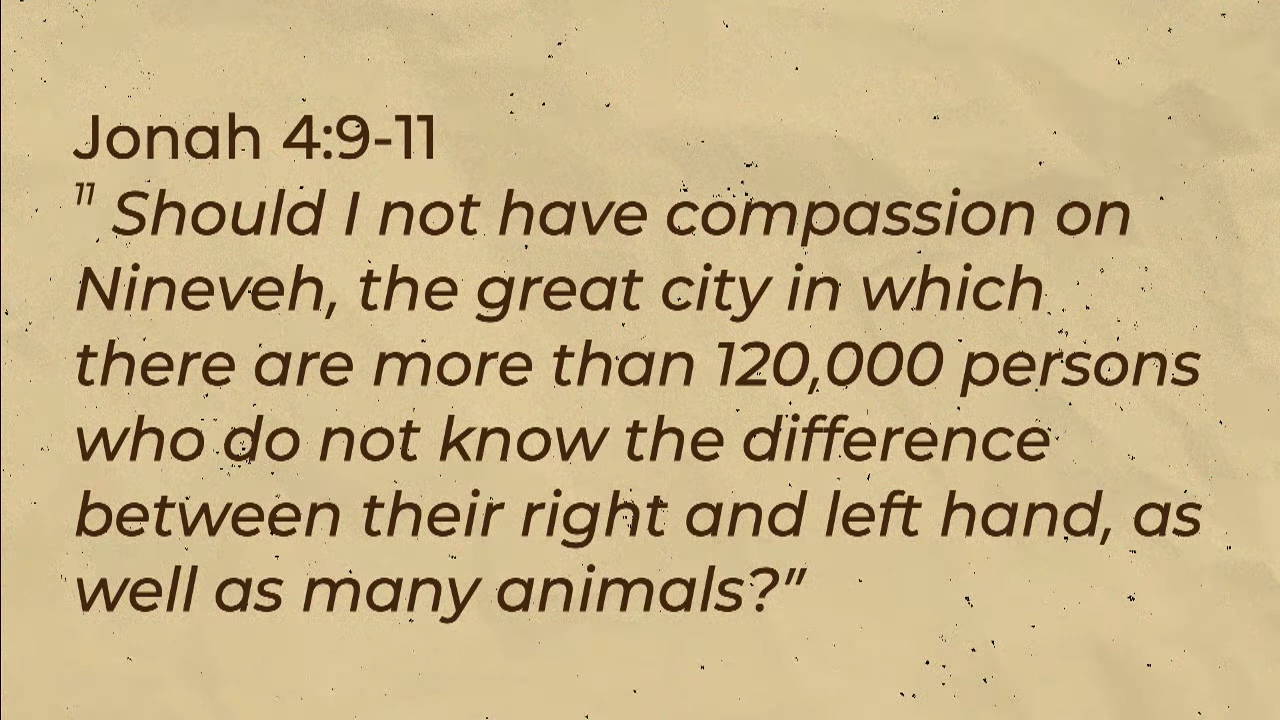 Jonah 4:9-11
11 Should I not have compassion on
Nineveh, the great city in which
there are more than 120,000 persons
who do not know the difference
between their right and left hand, as
well as many animals?”